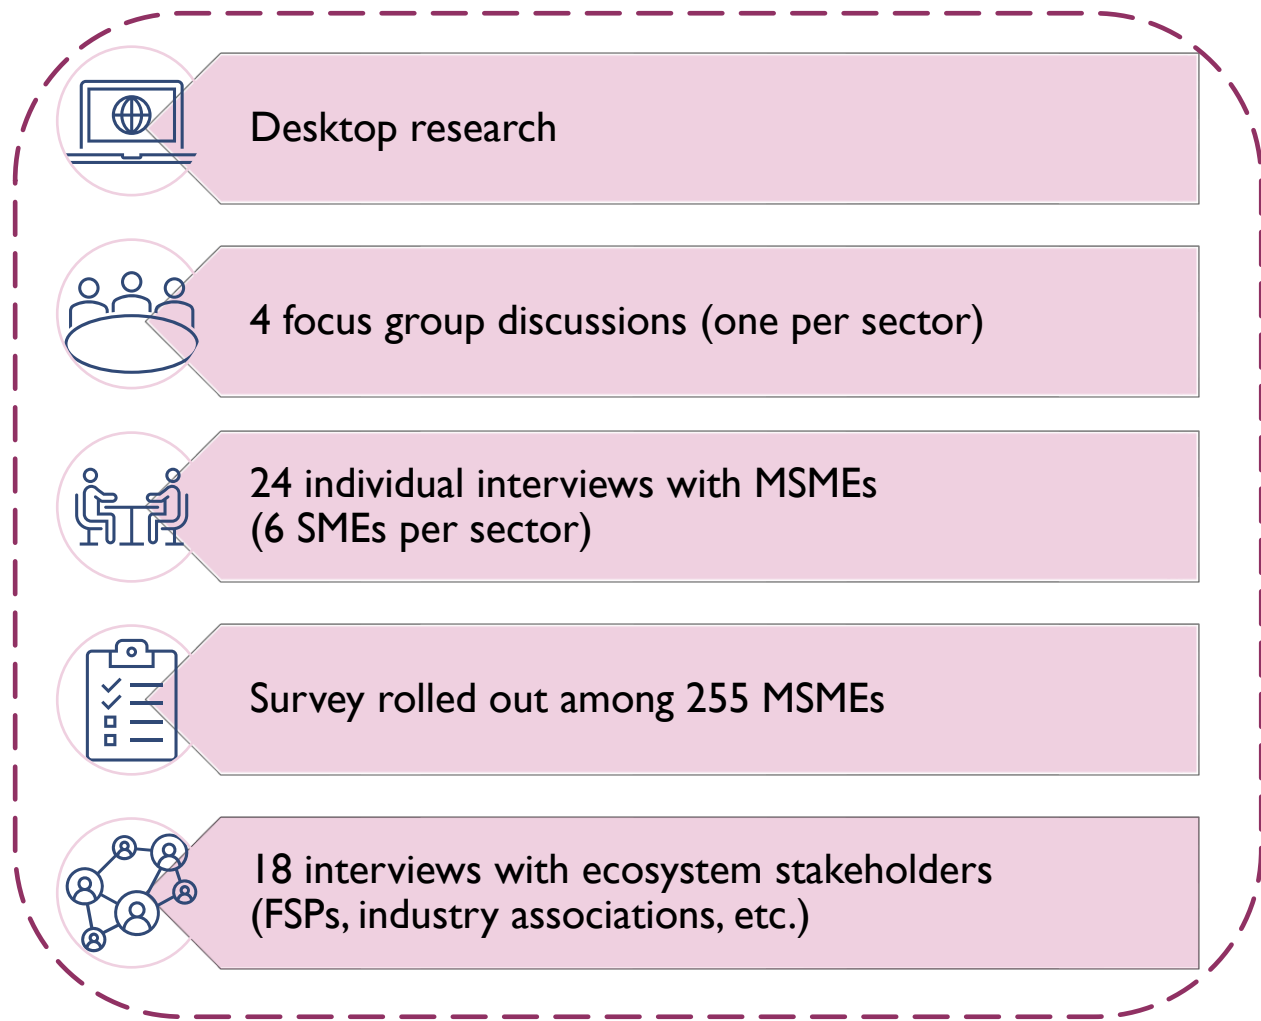 Desktop research
4 focus group discussions (one per sector)
24 individual interviews with MSMEs
(6 SMEs per sector)
Survey rolled out among 255 MSMEs
18 interviews with ecosystem stakeholders
(FSPs, industry associations, etc.)